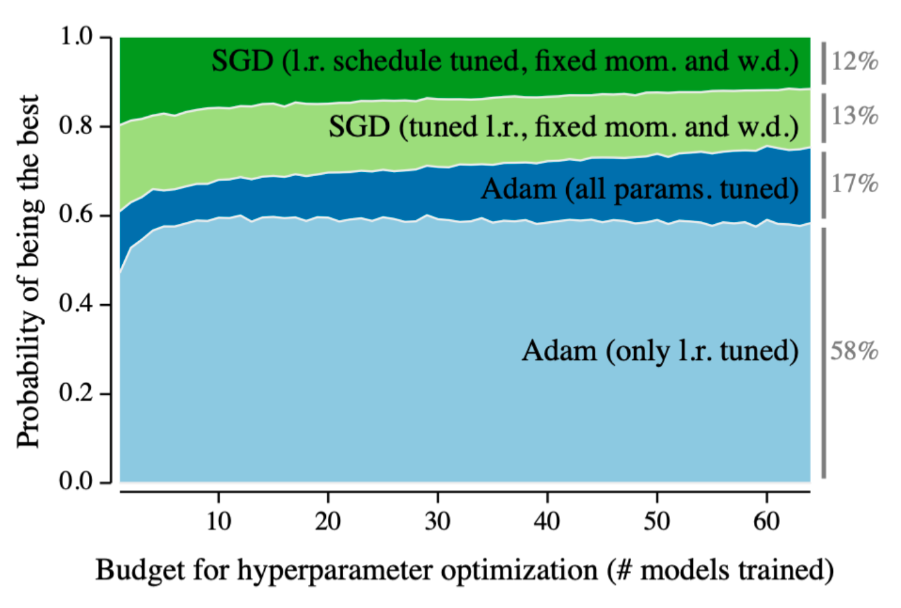 1.0
SGD (l.r. schedule tuned, fixed mom. and w.d.)
12%
0.8
SGD (tuned l.r., fixed mom. and w.d.)
13%
Adam (all params. tuned)
17%
0.6
0.4
Adam (only l.r. tuned)
58%
0.2
0.0
Probability of being the best
10 20 30 40 50 60
Budget for hyperparameter optimization (# models trained)